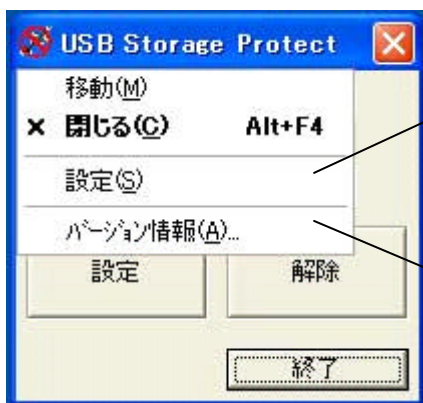 USB Storage Protect
移動(M)
× 閉じる(C) Alt+F4
設定(S)
バージョン情報(A)...
設定 解除
終了